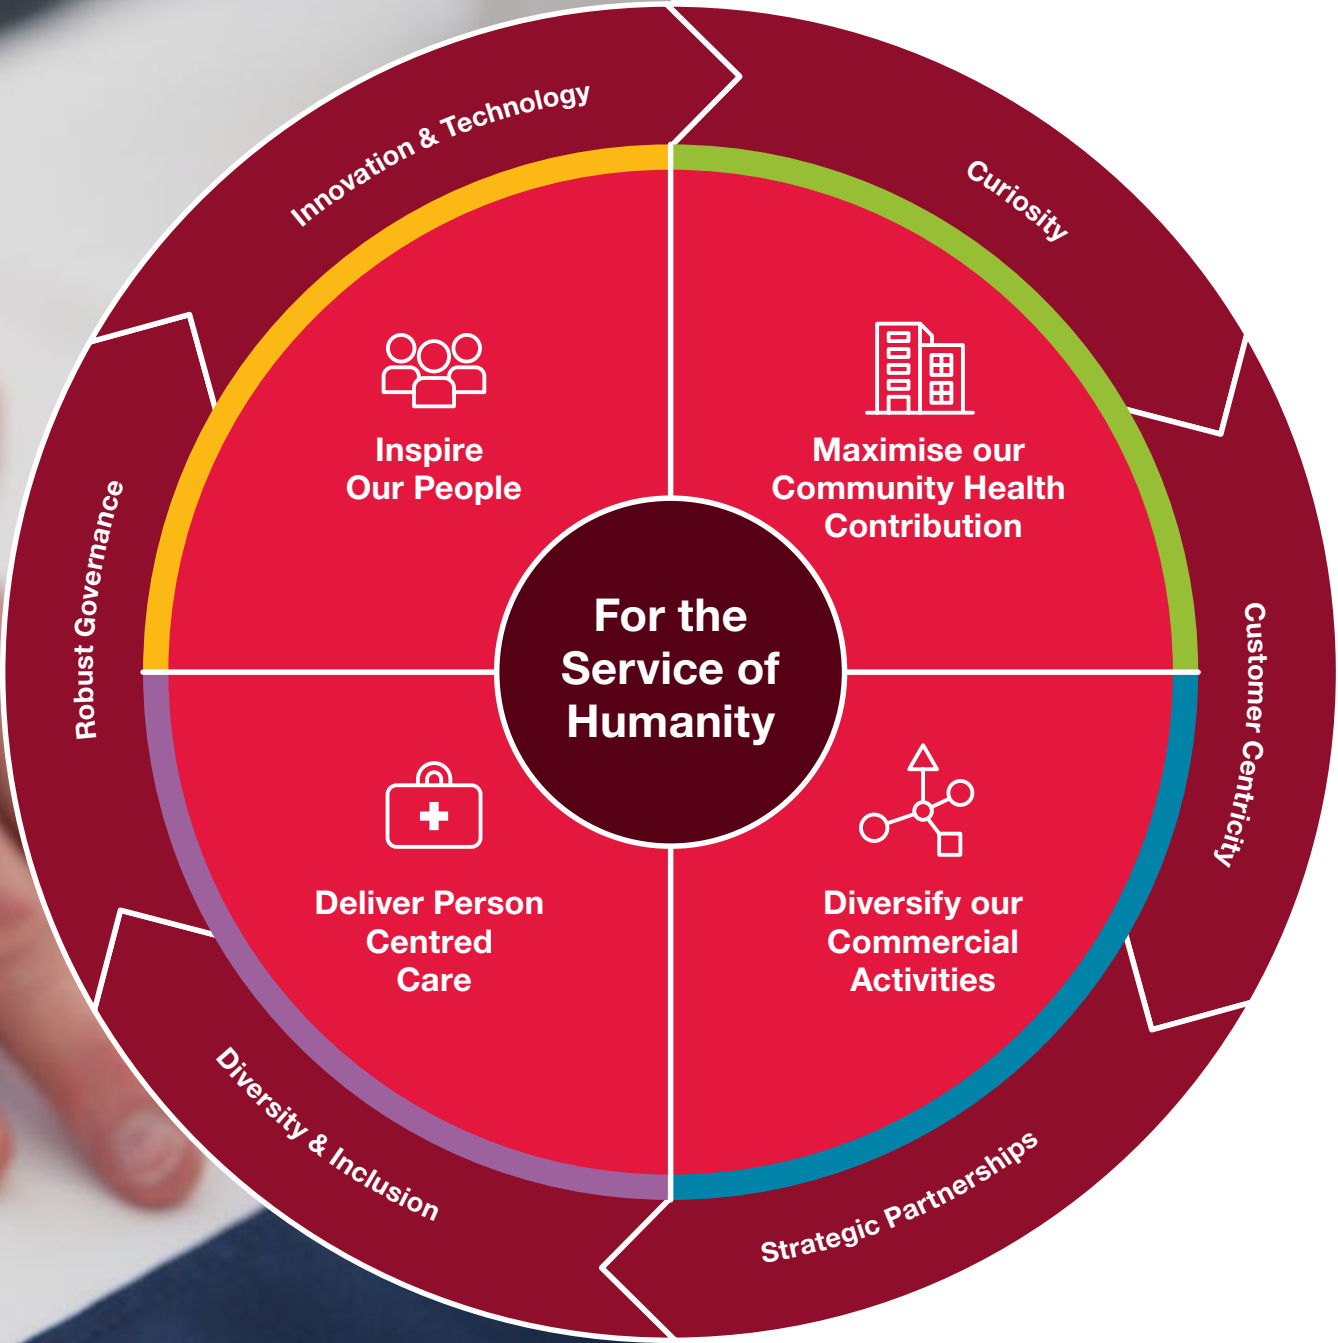 Innovation & Technology
Curiosity
Customer Centricity
Strategic Partnerships
Diversity & Inclusion
Robust Governance
Inspire
Our People
Maximise our
Community Health
Contribution
For the
Service of
Humanity
Deliver Person
Centred
Care
Diversify our
Commercial
Activities